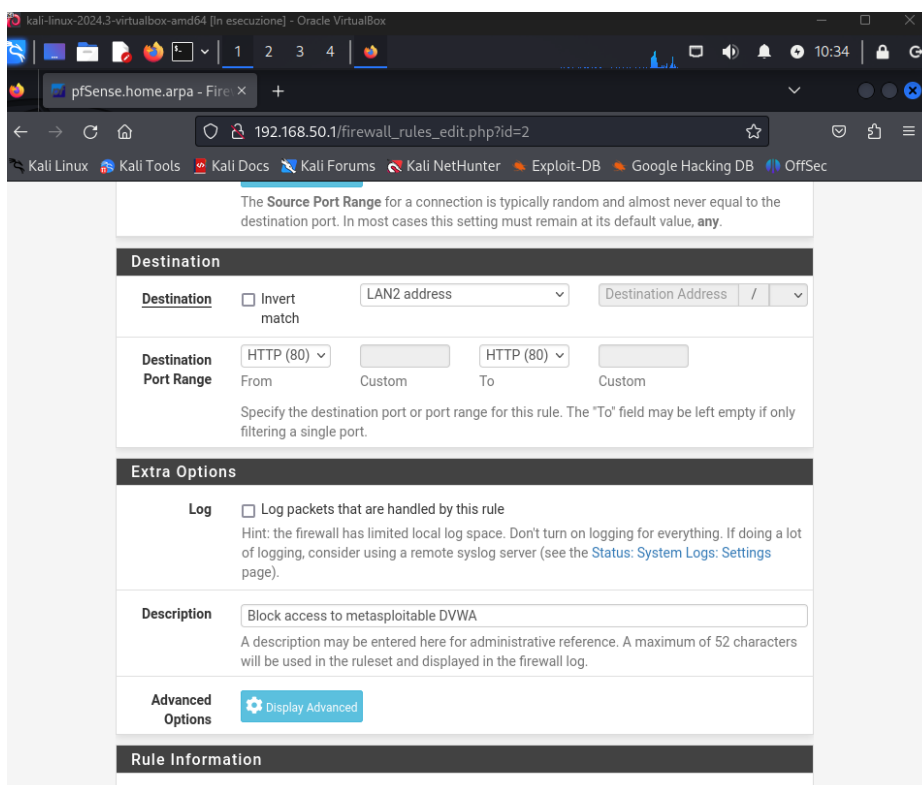 kali-linux-2024.3-virtualbox-amd64 [In esecuzione] - Oracle VirtualBox
1 2 3 4 10:34
pfSense.home.arpa - Fire
192.168.50.1/firewall_rules_edit.php?id=2
Kali Linux Kali Tools Kali Docs Kali Forums Kali NetHunter Exploit-DB Google Hacking DB OffSec
The Source Port Range for a connection is typically random and almost never equal to the
destination port. In most cases this setting must remain at its default value, any.
Destination
Destination Invert match LAN2 address Destination Address /
Destination Port Range HTTP (80) HTTP (80)
From Custom To Custom
Specify the destination port or port range for this rule. The "To" field may be left empty if only
filtering a single port.
Extra Options
Log Log packets that are handled by this rule
Hint: the firewall has limited local log space. Don't turn on logging for everything. If doing a lot
of logging, consider using a remote syslog server (see the Status: System Logs: Settings
page).
Description Block access to metasploitable DVWA
A description may be entered here for administrative reference. A maximum of 52 characters
will be used in the ruleset and displayed in the firewall log.
Advanced Options Display Advanced
Rule Information